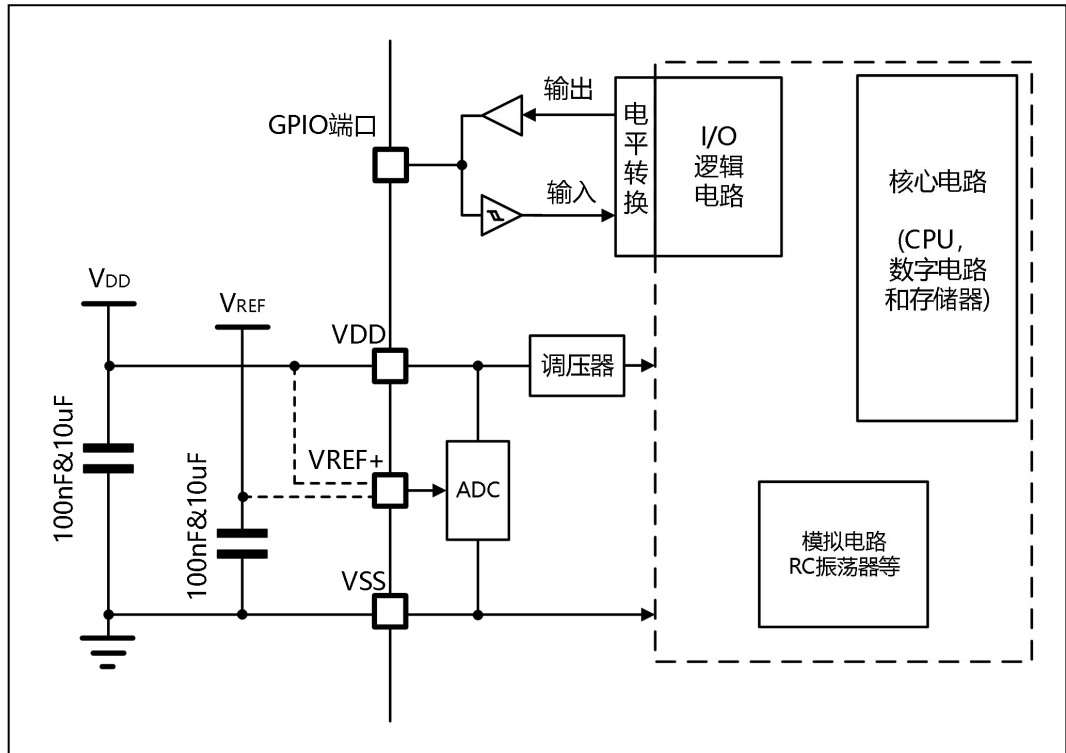 GPIO端口
输出
输入
电平转换
I/O
逻辑
电路
核心电路
(CPU,
数字电路
和存储器)
VDD
VREF
VDD
调压器
100nF&10uF
VREF+
ADC
100nF&10uF
VSS
模拟电路
RC振荡器等